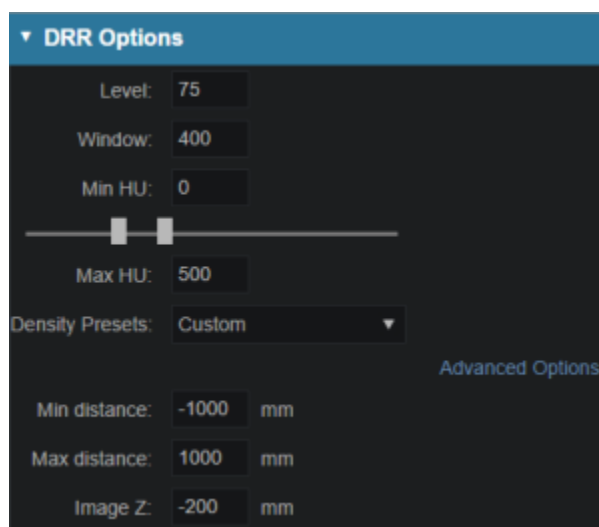 DRR Options
Level: 75
Window: 400
Min HU: 0
Max HU: 500
Density Presets: Custom
Advanced Options
Min distance: -1000 mm
Max distance: 1000 mm
Image Z: -200 mm